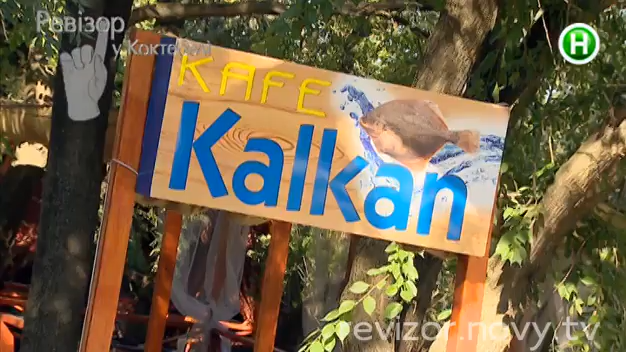 Ревізор
у Коктебелі
Н
KAFE
Kalkan
revizor.novy.tv